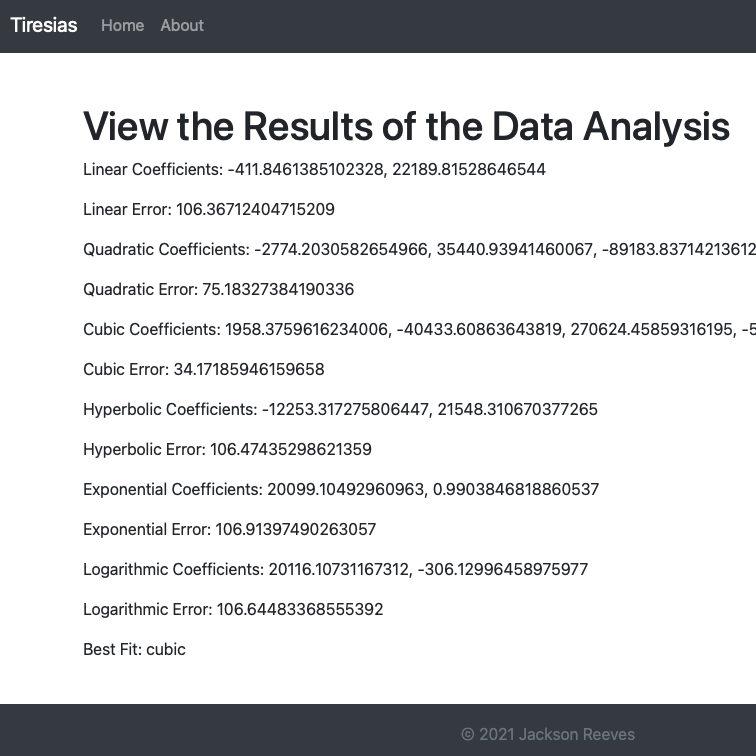 Tiresias Home About
View the Results of the Data Analysis
Linear Coefficients: -411.8461385102328, 22189.81528646544
Linear Error: 106.36712404715209
Quadratic Coefficients: -2774.2030582654966, 35440.93941460067, -89183.83714213612
Quadratic Error: 75.18327384190336
Cubic Coefficients: 1958.3759616234006, -40433.60863643819, 270624.45859316195, -5
Cubic Error: 34.17185946159658
Hyperbolic Coefficients: -12253.317275806447, 21548.310670377265
Hyperbolic Error: 106.47435298621359
Exponential Coefficients: 20099.10492960963, 0.9903846818860537
Exponential Error: 106.91397490263057
Logarithmic Coefficients: 20116.10731167312, -306.12996458975977
Logarithmic Error: 106.64483368555392
Best Fit: cubic
© 2021 Jackson Reeves